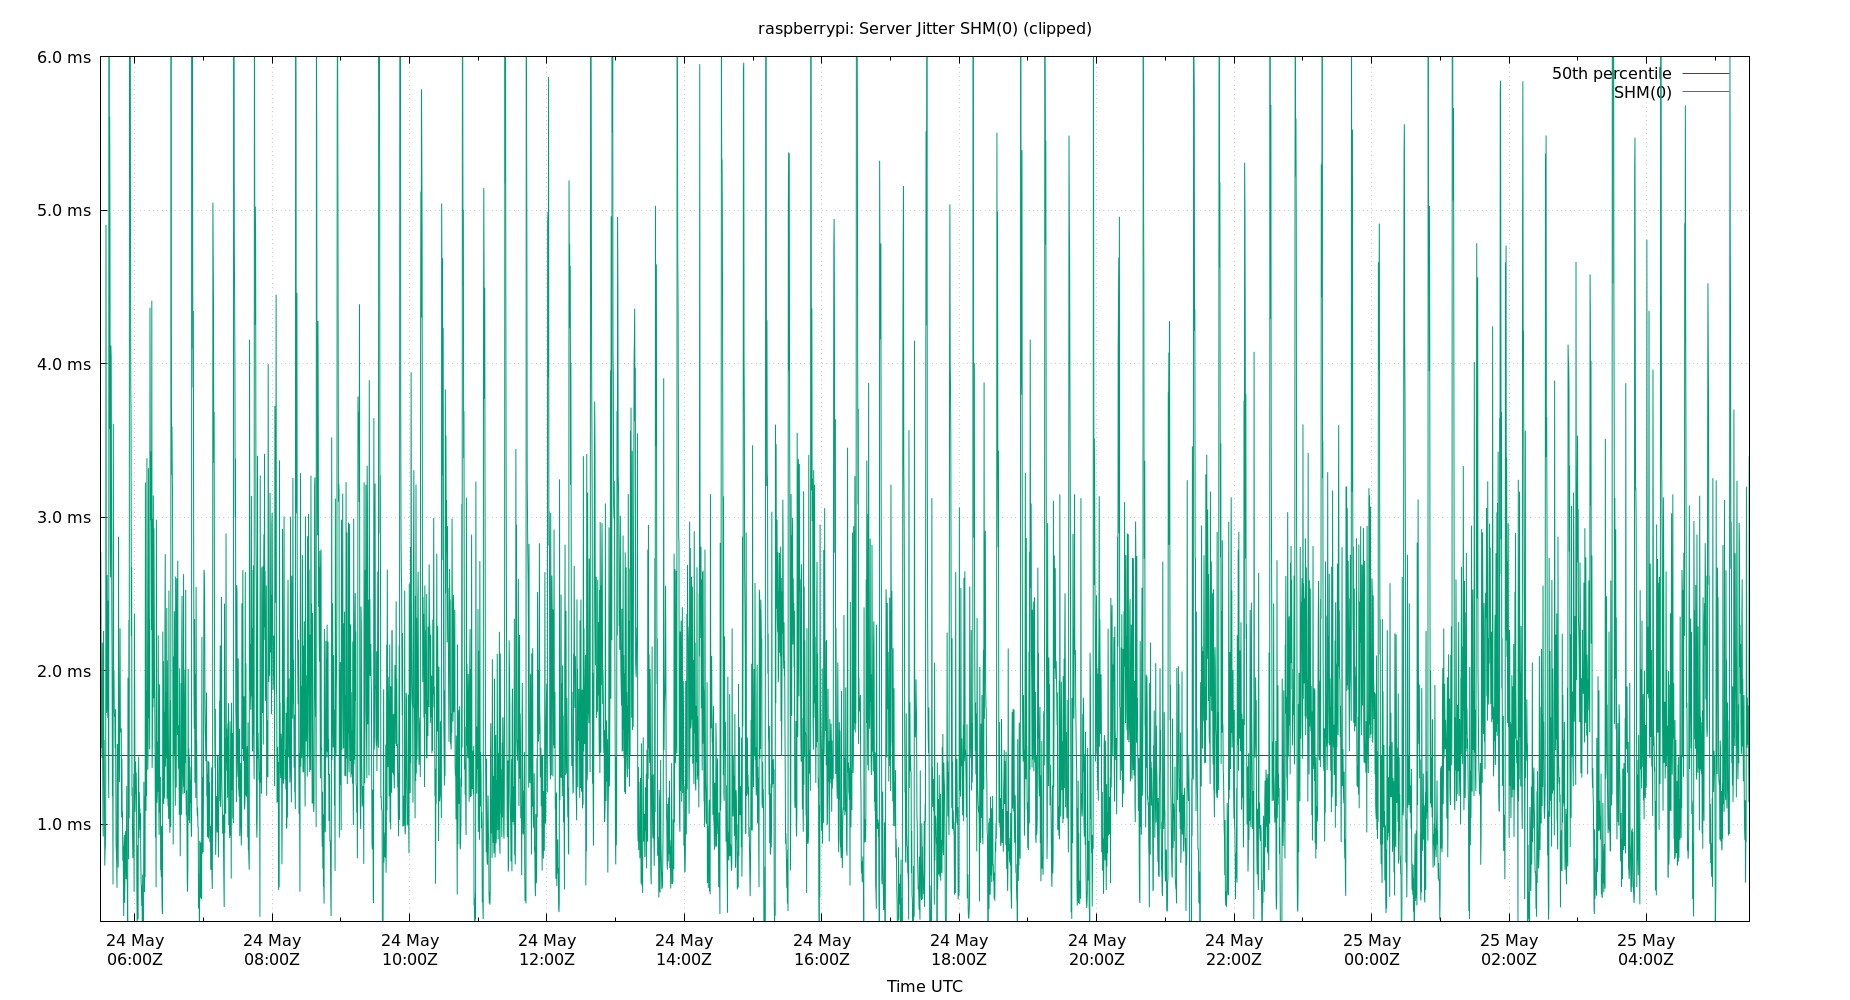 raspberrypi: Server Jitter SHM(0) (clipped)
6.0 ms
5.0 ms
4.0 ms
3.0 ms
2.0 ms
1.0 ms
50th percentile
SHM(0)
24 May 24 May 24 May 24 May 24 May 24 May 24 May 24 May 24 May 25 May 25 May 25 May
06:00Z 08:00Z 10:00Z 12:00Z 14:00Z 16:00Z 18:00Z 20:00Z 22:00Z 00:00Z 02:00Z 04:00Z
Time UTC